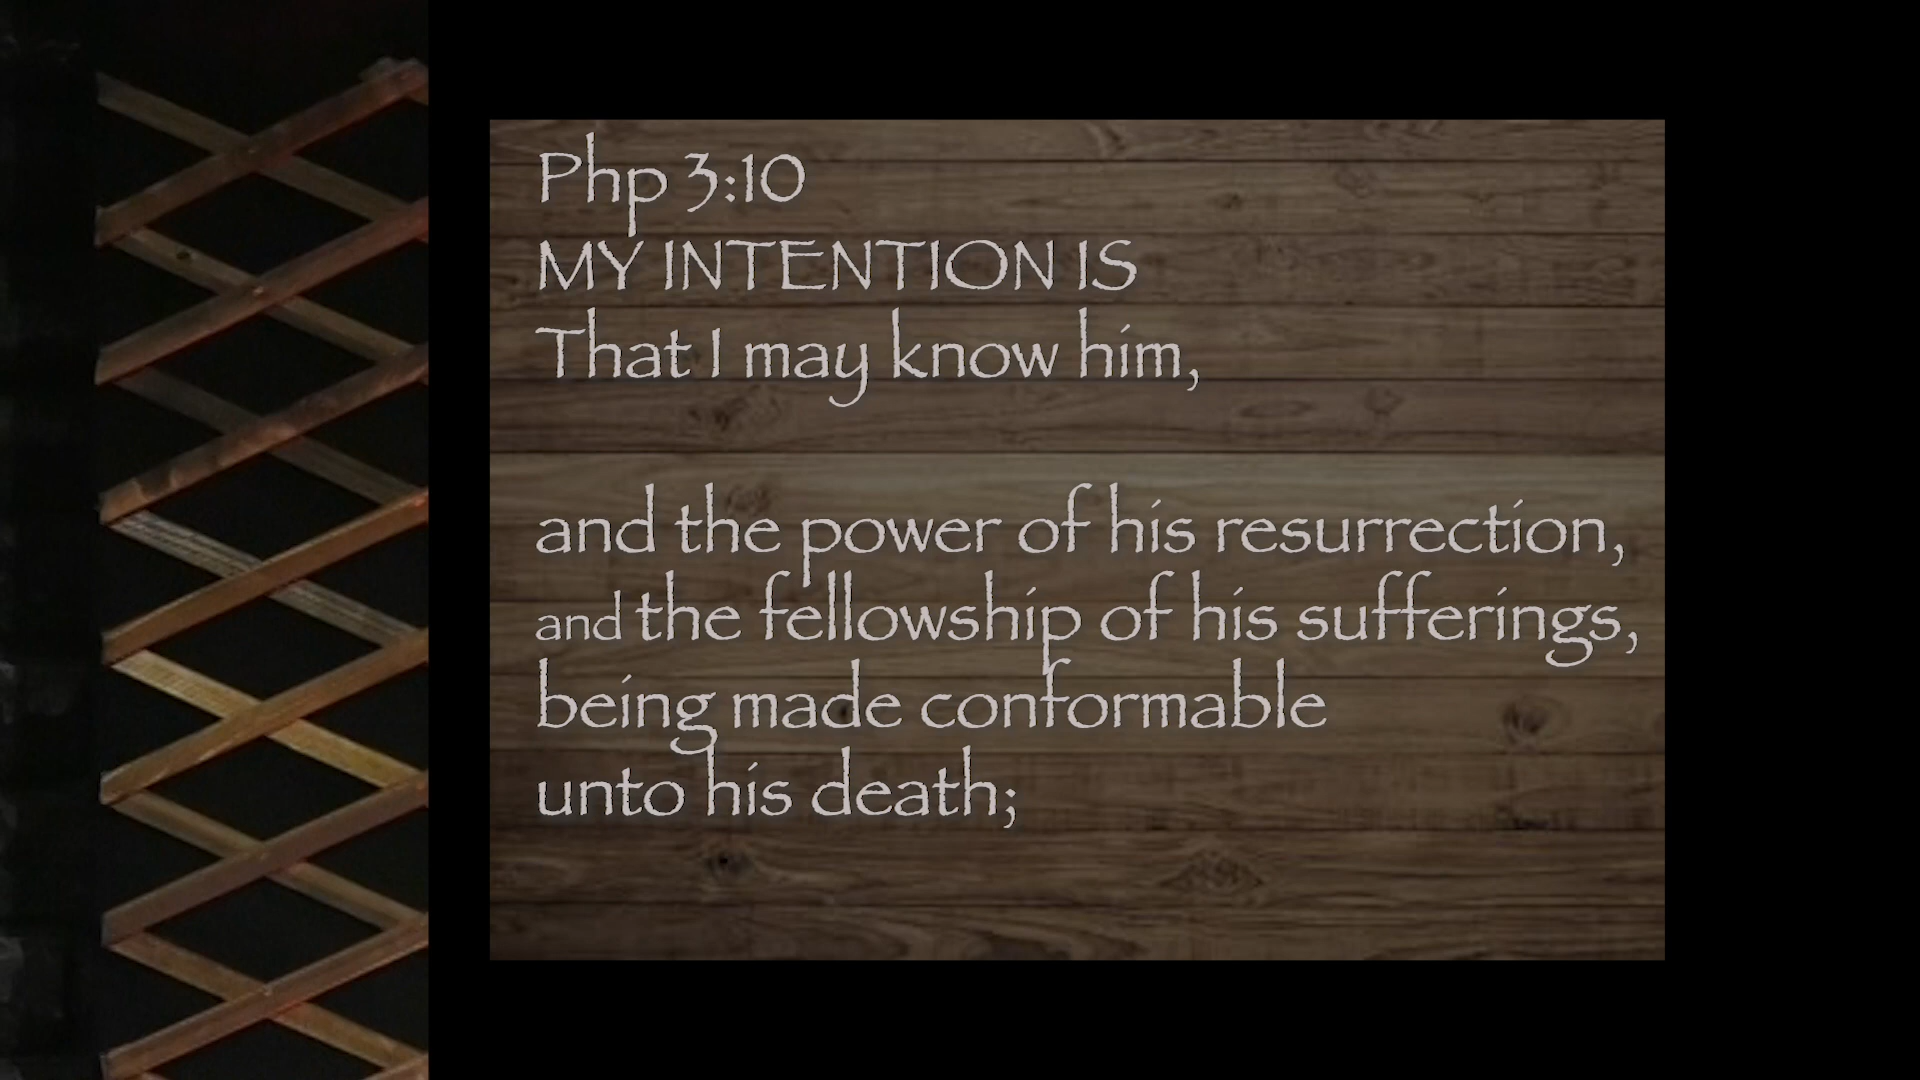 Php 3:10
MY INTENTION IS
That I may know him,
and the power of his resurrection,
and the fellowship of his sufferings,
being made conformable
unto his death;